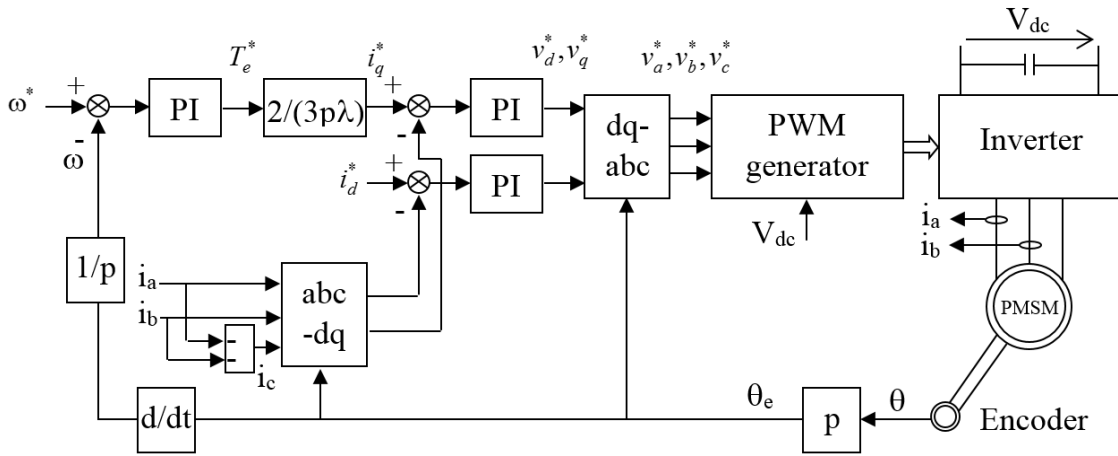 V_dc
T_e^* i_q^* v_d^*, v_q^* v_a^*, v_b^*, v_c^*
ω* + - PI 2/(3pλ) + - PI dq-abc PWM generator Inverter
ω
i_d^* + - PI
V_dc
i_a
i_b
1/p
i_a
i_b
abc
-dq
PMSM
-
-
i_c
d/dt
θ_e
p
θ
Encoder